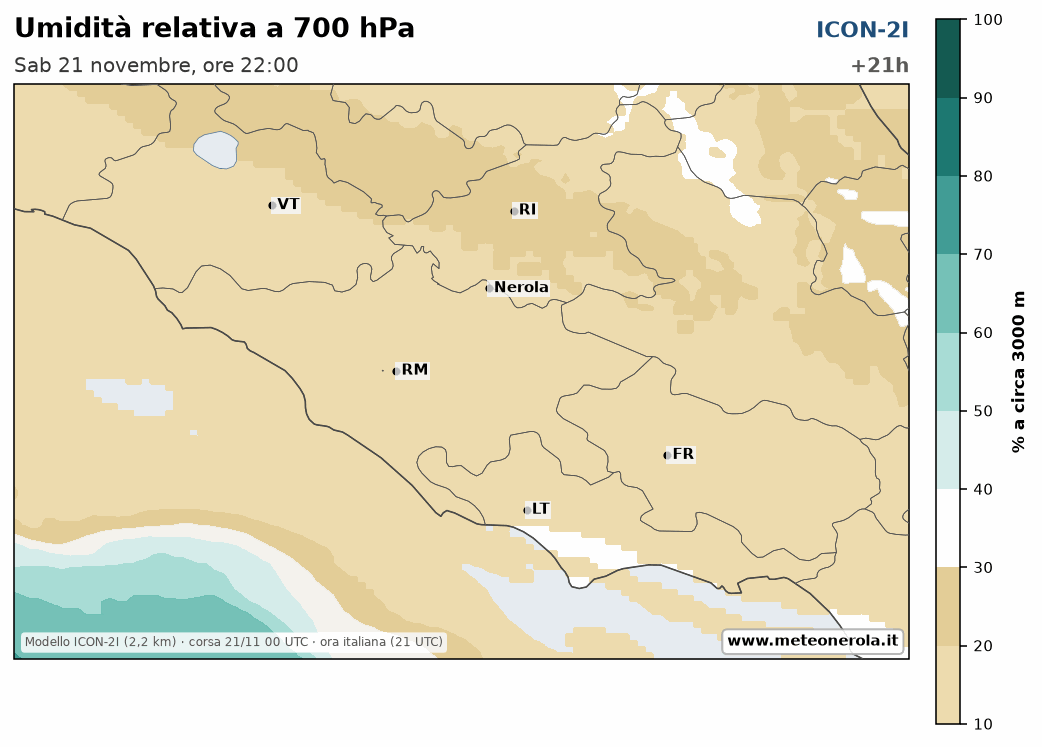 Umidità relativa a 700 hPa
ICON-2I
Sab 21 novembre, ore 22:00
+21h
VT
RI
Nerola
RM
FR
LT
Modello ICON-2I (2,2 km) · corsa 21/11 00 UTC · ora italiana (21 UTC)
www.meteonerola.it
100
90
80
70
60
50
40
30
20
10
% a circa 3000 m